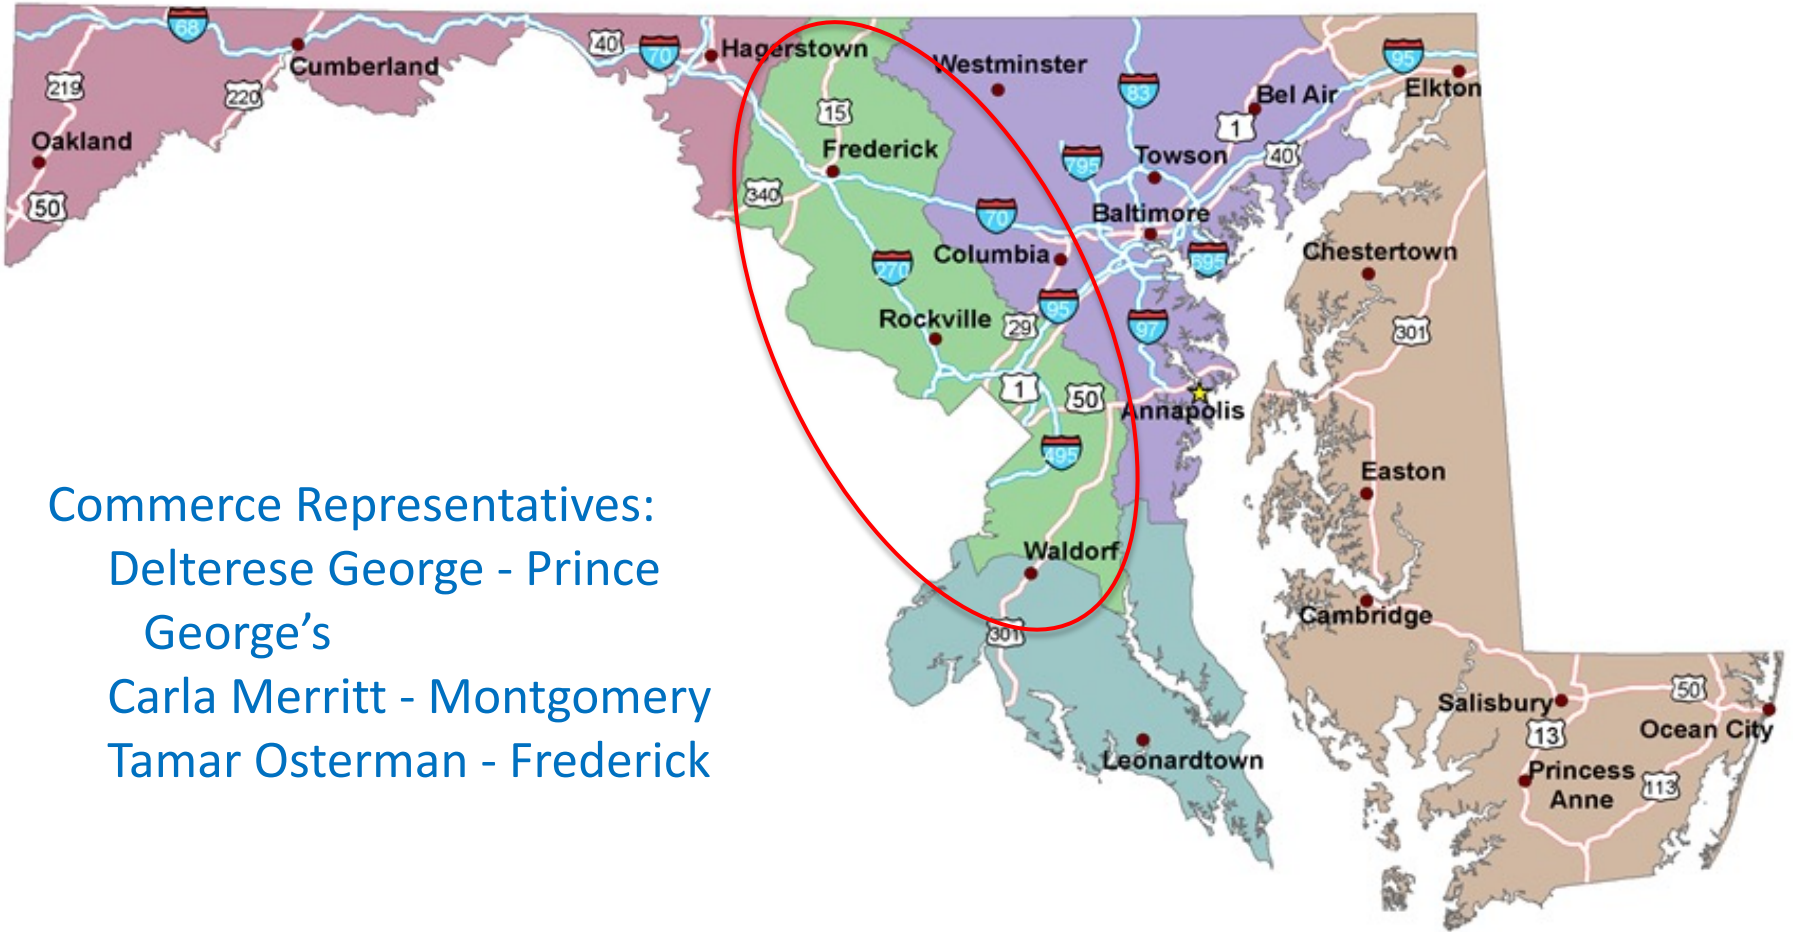 68
40
70
Hagerstown
Cumberland
219
220
Oakland
50
15
Frederick
340
Westminster
83
95
Elkton
Bel Air
1
40
795
Towson
70
Baltimore
Columbia
695
270
Chestertown
95
Rockville
29
97
301
1
50
Annapolis
495
Easton
Waldorf
Cambridge
301
Salisbury
50
13
Ocean City
Leonardtown
Princess
Anne
113
Commerce Representatives:
Delterese George - Prince
George’s
Carla Merritt - Montgomery
Tamar Osterman - Frederick